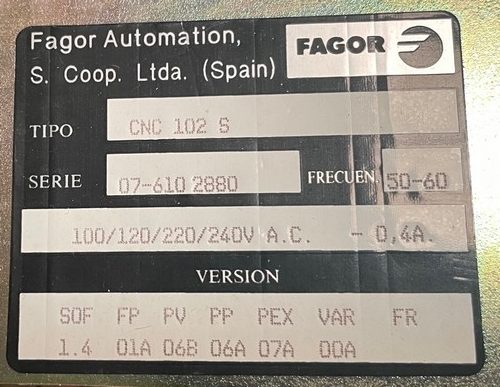 Fagor Automation,
S. Coop. Ltda. (Spain)
FAGOR
TIPO CNC 102 S
SERIE 07-610 2880 FRECUEN. 50-60
100/120/220/240V A.C. - 0,4A.
VERSION
SOF FP PV PP PEX VAR FR
1.4 01A 06B 06A 07A 00A